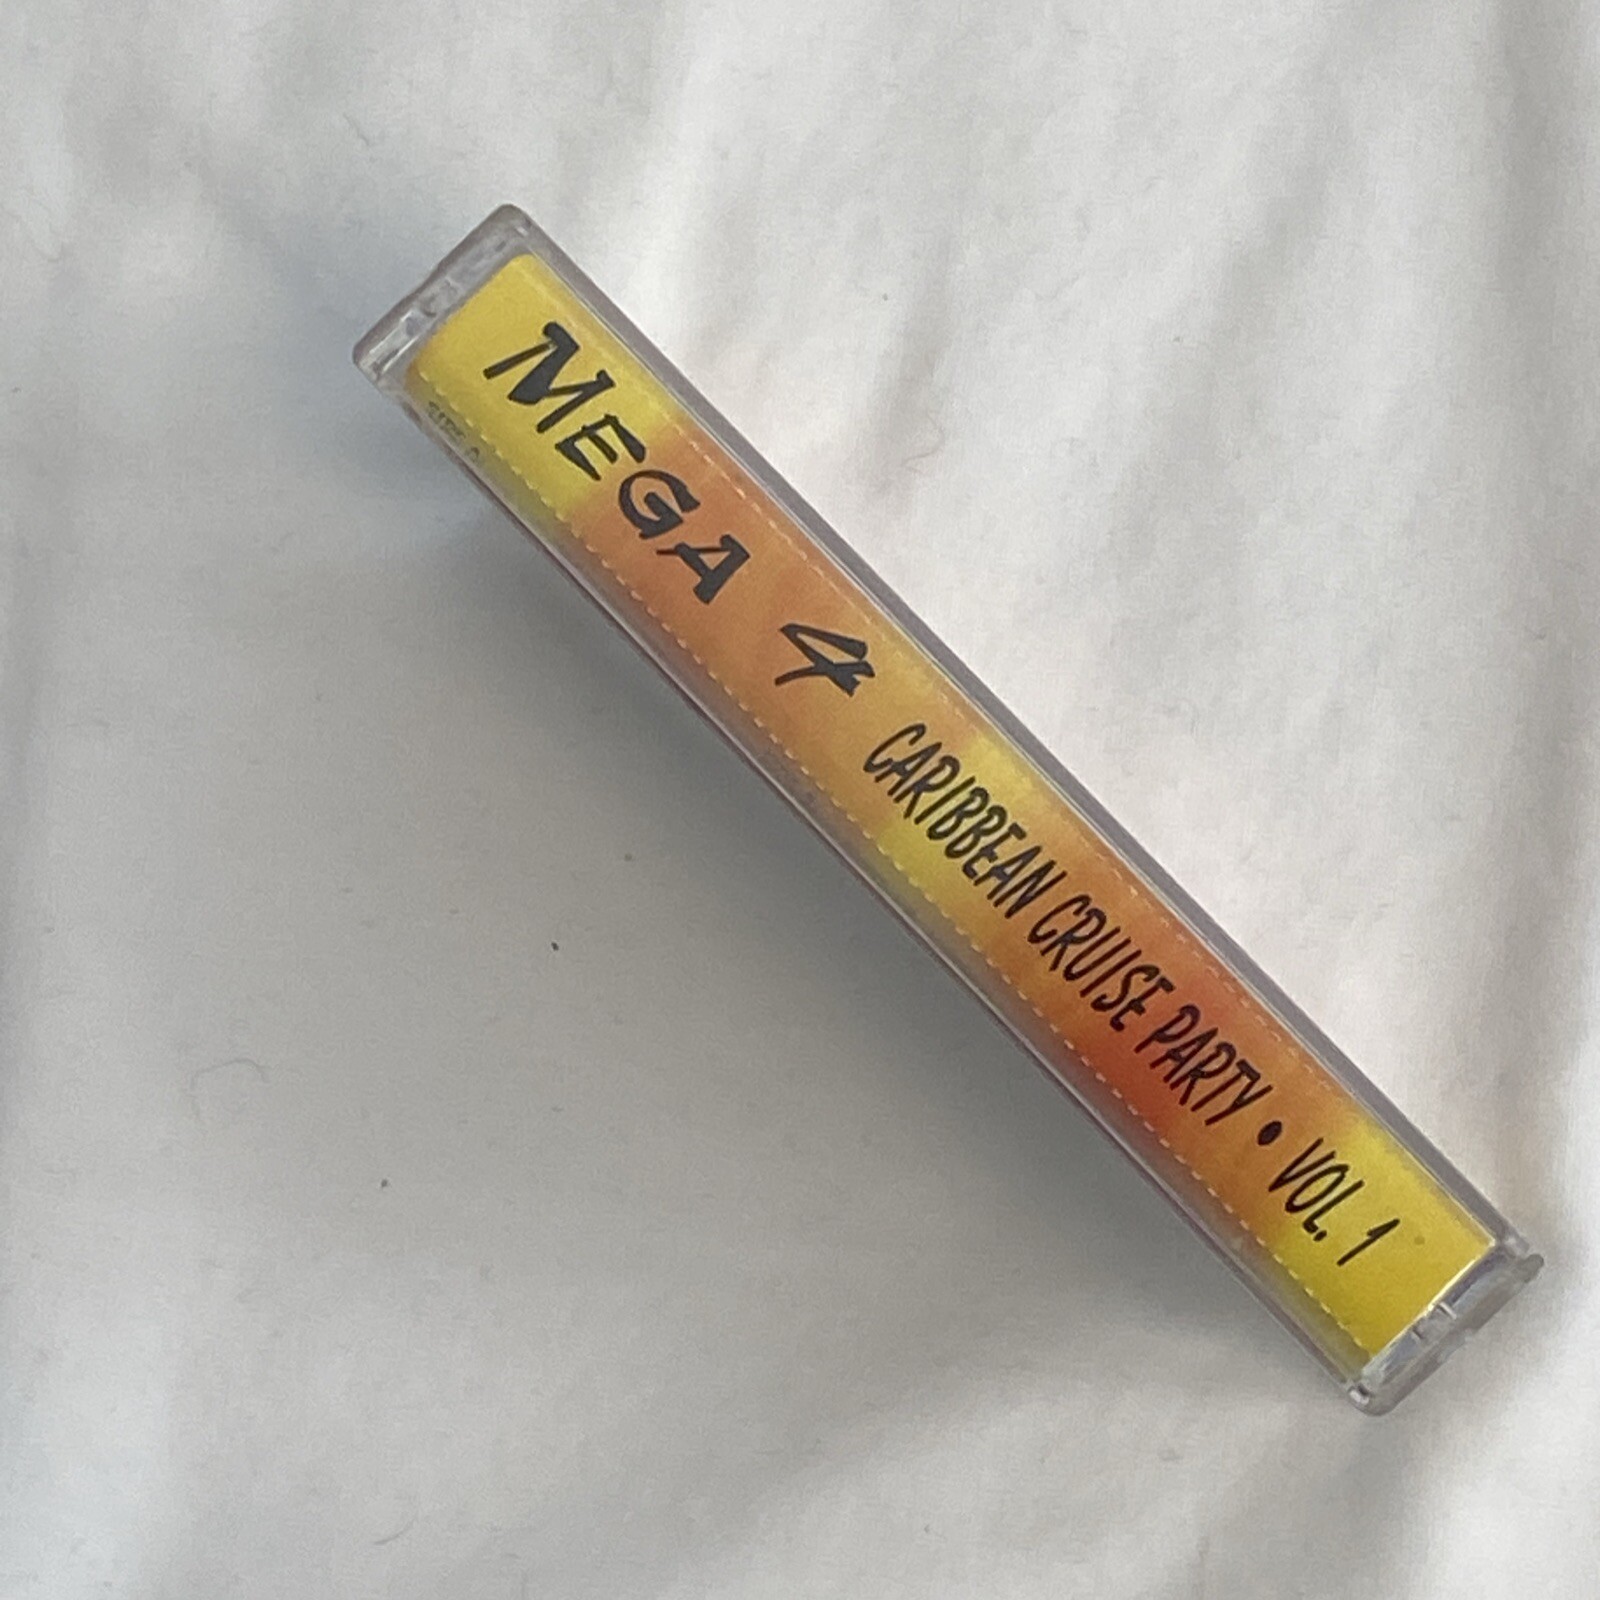 MEGA 4 CARIBBEAN CRUISE PARTY • VOL. 1